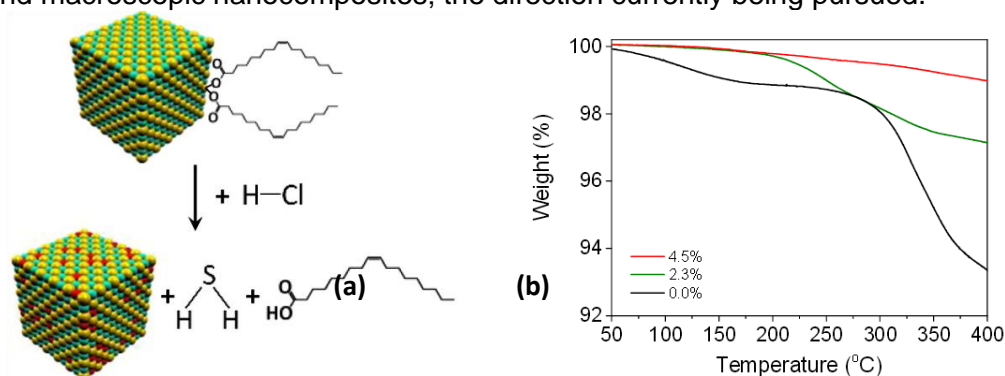 nd macroscopic nanocomposites, the direction currently being pursued.
O
O
O
O
+ H–Cl
+
S
H H
+
O
HO
(a)
(b)
Weight (%)
100
98
96
94
92
4.5%
2.3%
0.0%
50 100 150 200 250 300 350 400
Temperature (°C)